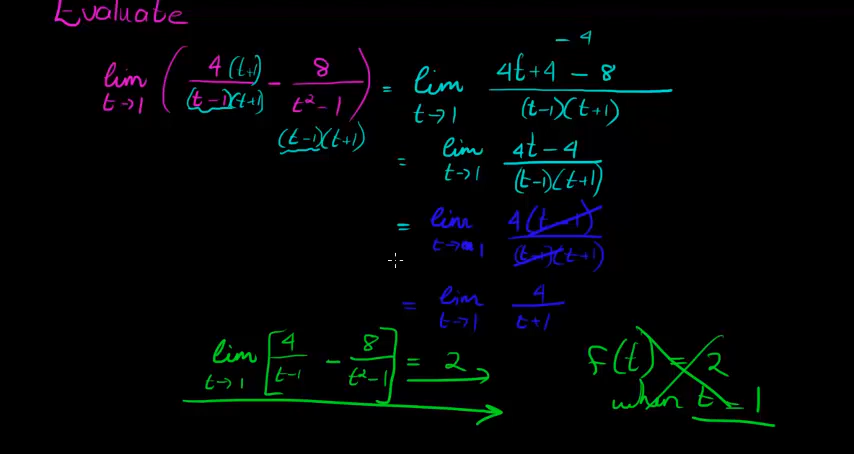 Evaluate
- 4
lim t→1 ( 4(t+1) / (t-1)(t+1) - 8 / t² - 1 ) = lim t→1 4t+4 - 8 / (t-1)(t+1)
(t-1)(t+1)
= lim t→1 4t - 4 / (t-1)(t+1)
= lim t→1 4(t-1) / (t-1)(t+1)
= lim t→1 4 / t+1
lim t→1 [ 4 / t-1 - 8 / t²-1 ] = 2
f(t) = 2
when t = 1